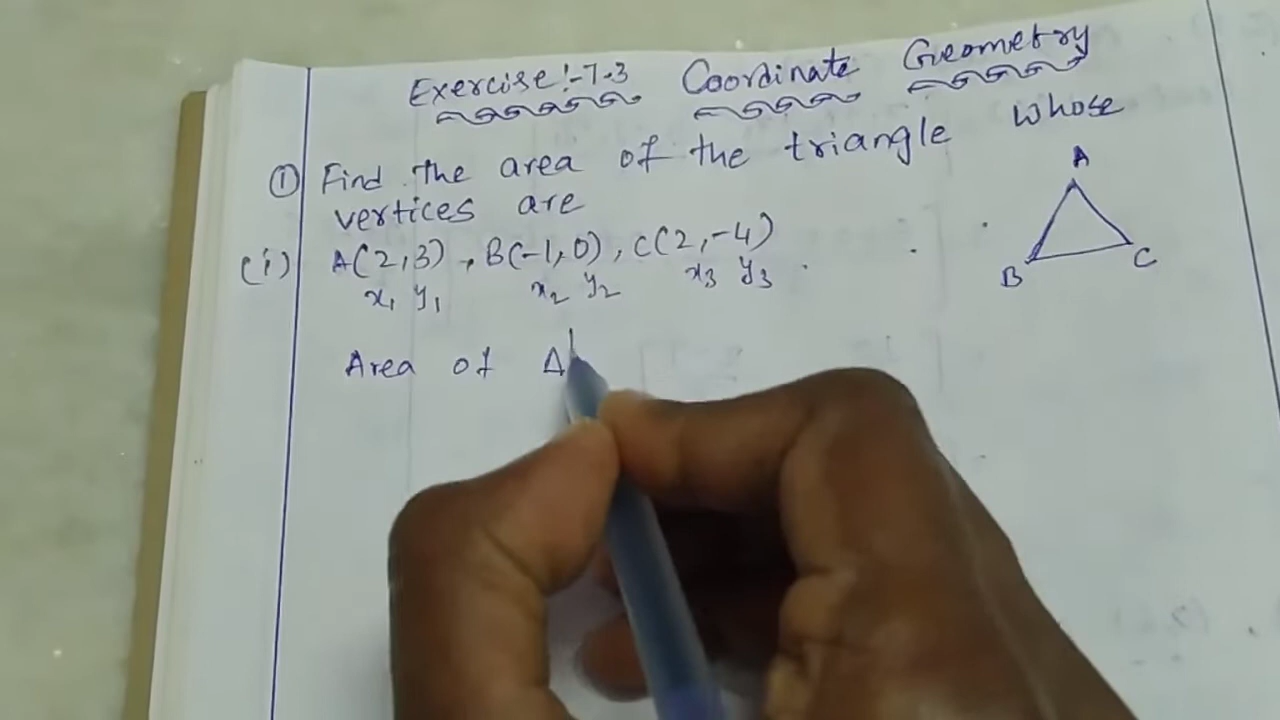 Exercise:-7.3 Coordinate Geometry
① Find the area of the triangle whose
vertices are
(i) A(2,3), B(-1,0), C(2,-4)
x₁ y₁ x₂ y₂ x₃ y₃
A
B C
Area of Δ